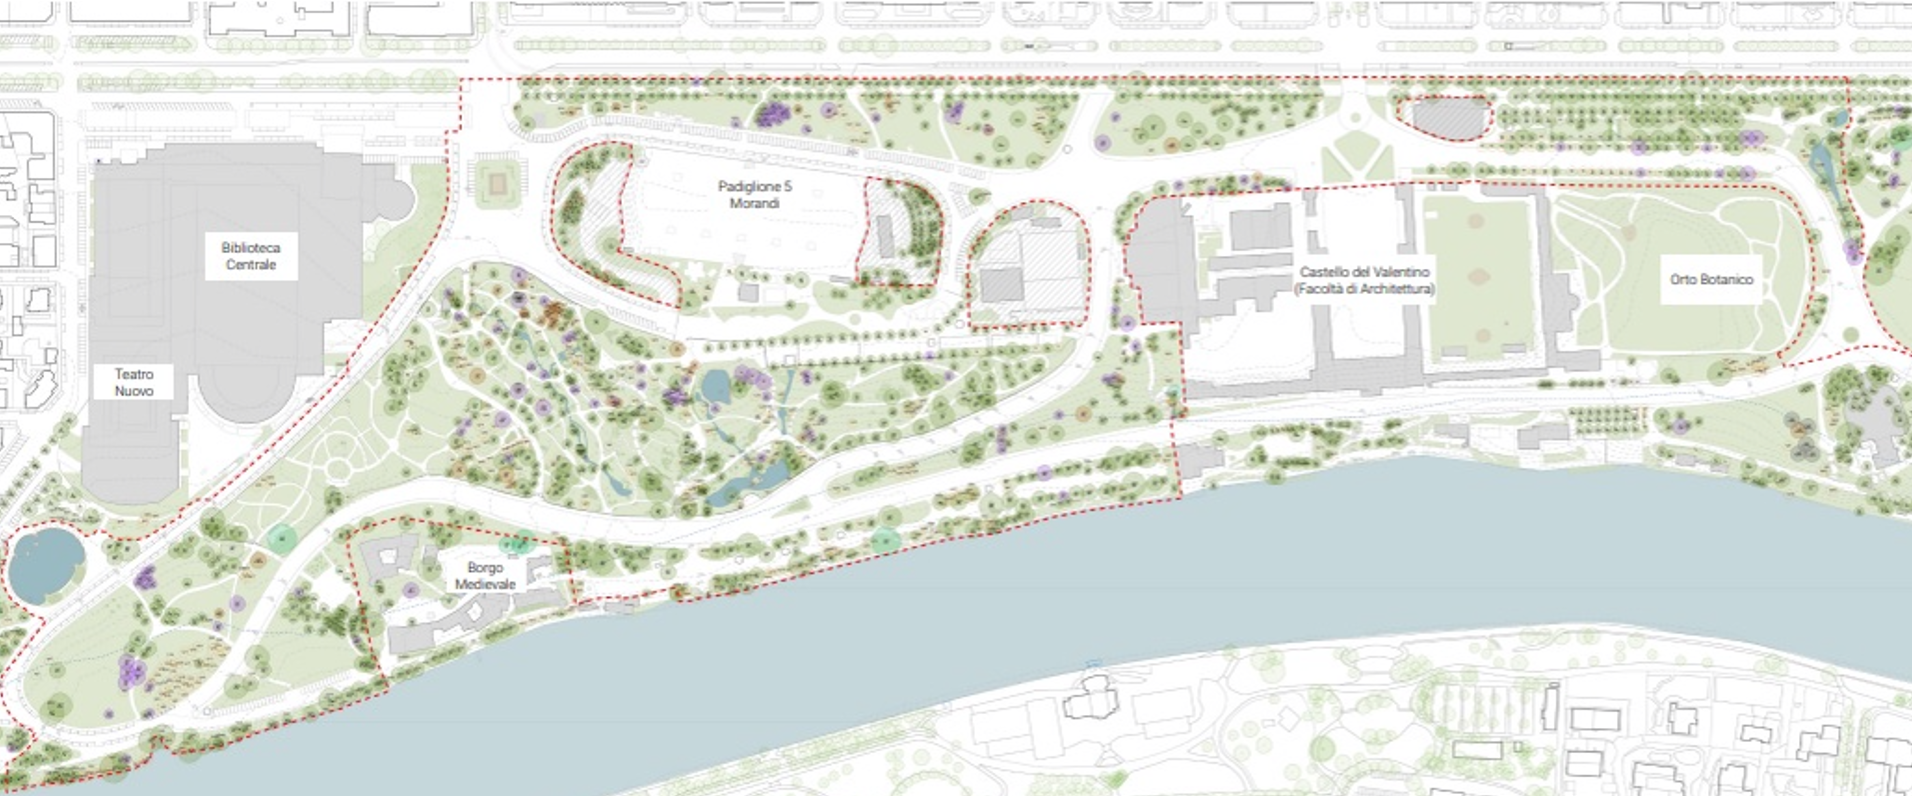 Padiglione 5
Morandi
Biblioteca
Centrale
Castello del Valentino
(Facoltà di Architettura)
Orto Botanico
Teatro
Nuovo
Borgo
Medievale